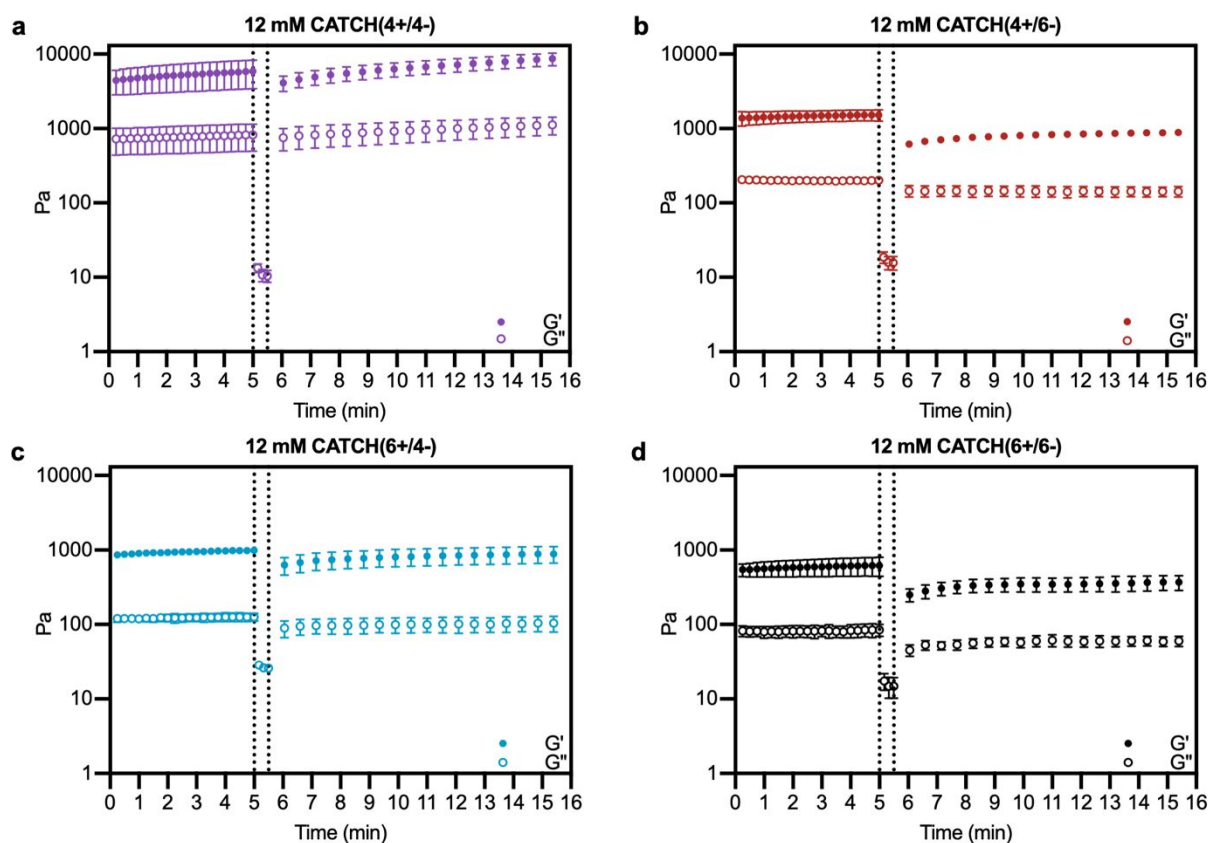 a
12 mM CATCH(4+/4-)
10000
1000
100
10
1
Pa
0 1 2 3 4 5 6 7 8 9 10 11 12 13 14 15 16
Time (min)
G'
G"
b
12 mM CATCH(4+/6-)
10000
1000
100
10
1
Pa
0 1 2 3 4 5 6 7 8 9 10 11 12 13 14 15 16
Time (min)
G'
G"
c
12 mM CATCH(6+/4-)
10000
1000
100
10
1
Pa
0 1 2 3 4 5 6 7 8 9 10 11 12 13 14 15 16
Time (min)
G'
G"
d
12 mM CATCH(6+/6-)
10000
1000
100
10
1
Pa
0 1 2 3 4 5 6 7 8 9 10 11 12 13 14 15 16
Time (min)
G'
G"